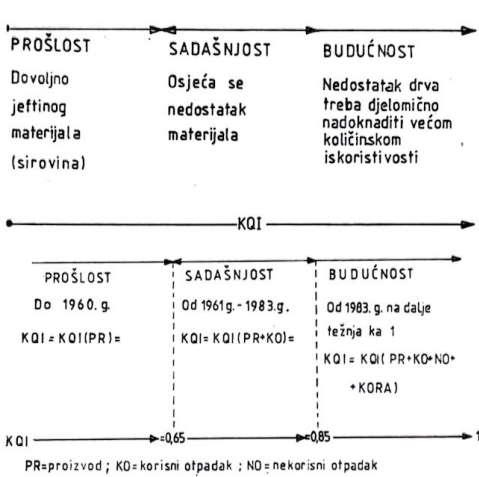 PROŠLOST
Dovoljno
jeftinog
materijala
(sirovina)
SADAŠNJOST
Osjeća se
nedostatak
materijala
BUDUĆNOST
Nedostatak drva
treba djelomično
nadoknaditi većom
količinskom
iskoristivosti
KQI
PROŠLOST
Do 1960. g.
KQI = KQI(PR)=
SADAŠNJOST
Od 1961g.-1983.g.
KQI= KQI(PR+KO)=
BUDUĆNOST
Od 1983. g. na dalje
težnja ka 1
KQI = KQI( PR+KO+NO+
+KORA)
KQI =0,65 =0,85 1
PR=proizvod ; KO=korisni otpadak ; NO=nekorisni otpadak